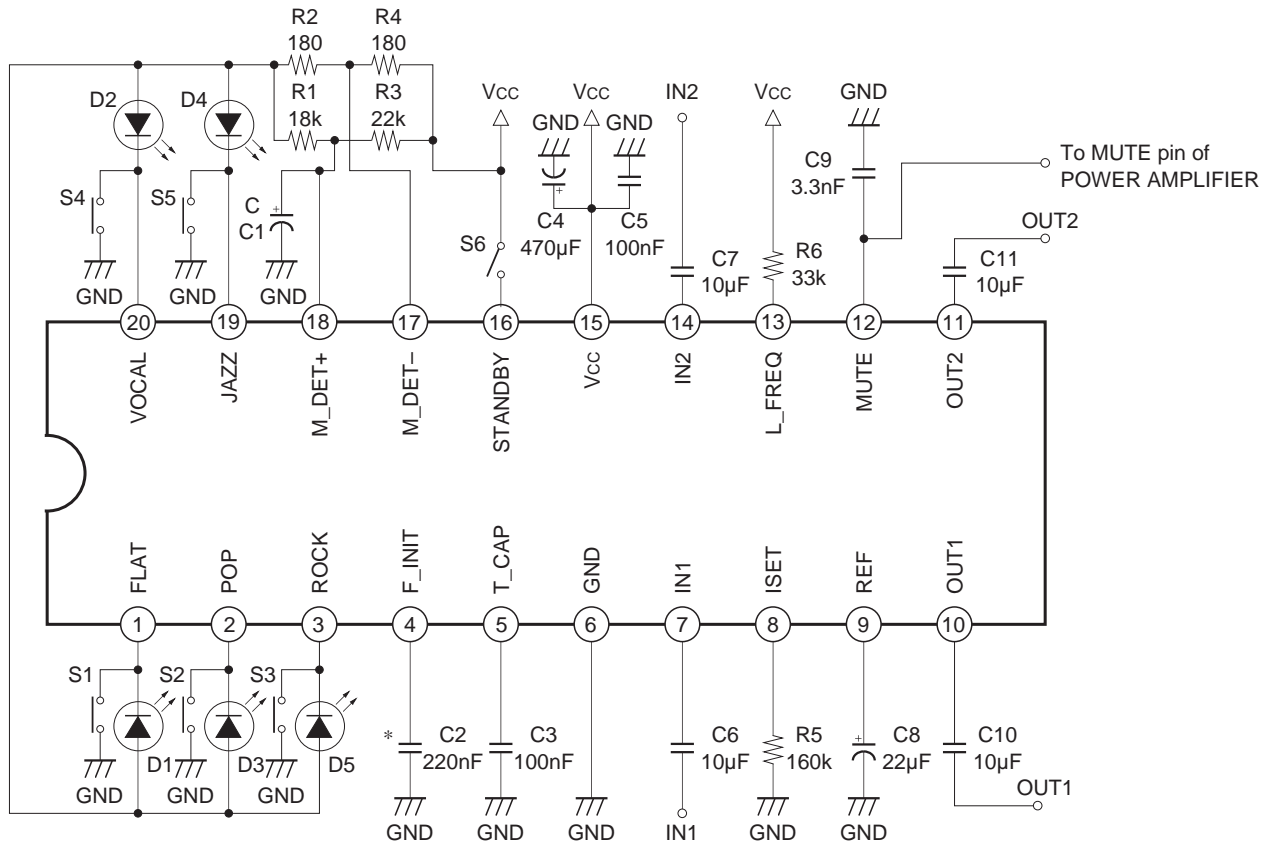 R2
180
R4
180
R1
18k
R3
22k
D2
D4
S4
S5
C
+
C1
GND
GND
GND
VCC
S6
VCC
GND
GND
+
C4
470µF
C5
100nF
IN2
C7
10µF
VCC
R6
33k
GND
C9
3.3nF
To MUTE pin of
POWER AMPLIFIER
OUT2
C11
10µF
20
19
18
17
16
15
14
13
12
11
VOCAL
JAZZ
M_DET+
M_DET−
STANDBY
VCC
IN2
L_FREQ
MUTE
OUT2
FLAT
POP
ROCK
F_INIT
T_CAP
GND
IN1
ISET
REF
OUT1
1
2
3
4
5
6
7
8
9
10
S1
S2
S3
D1
D3
D5
GND
GND
GND
*
C2
220nF
C3
100nF
C6
10µF
R5
160k
+
C8
22µF
C10
10µF
OUT1
GND
GND
GND
IN1
GND
GND